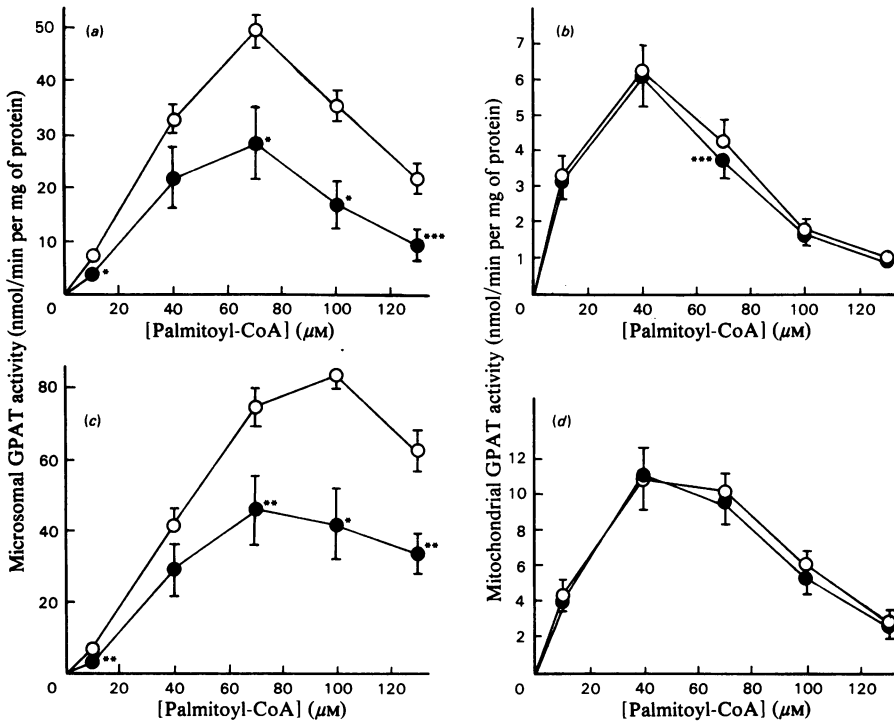 (a)
50
40
30
20
10
0
*
*
*
***
20 40 60 80 100 120
[Palmitoyl-CoA] (µM)
(b)
7
6
5
4
3
2
1
0
***
20 40 60 80 100 120
[Palmitoyl-CoA] (µM)
Microsomal GPAT activity (nmol/min per mg of protein)
Mitochondrial GPAT activity (nmol/min per mg of protein)
(c)
80
60
40
20
0
**
**
*
**
20 40 60 80 100 120
[Palmitoyl-CoA] (µM)
(d)
12
10
8
6
4
2
0
20 40 60 80 100 120
[Palmitoyl-CoA] (µM)